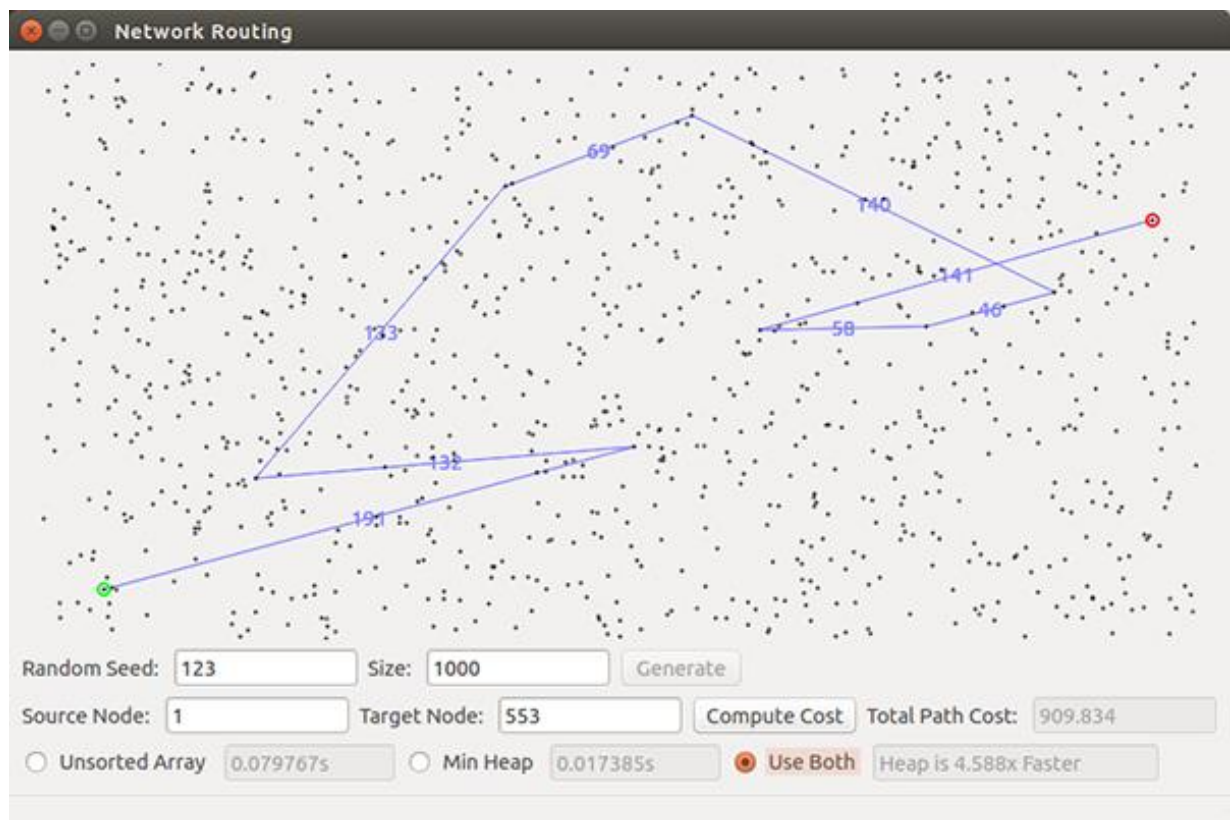 Network Routing
69
140
141
46
58
133
132
191
Random Seed: 123 Size: 1000 Generate
Source Node: 1 Target Node: 553 Compute Cost Total Path Cost: 909.834
Unsorted Array 0.079767s Min Heap 0.017385s Use Both Heap is 4.588x Faster